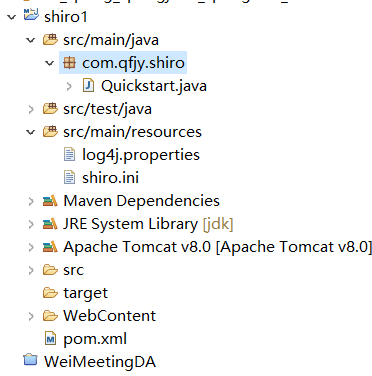 shiro1
src/main/java
com.qfjy.shiro
Quickstart.java
src/test/java
src/main/resources
log4j.properties
shiro.ini
Maven Dependencies
JRE System Library [jdk]
Apache Tomcat v8.0 [Apache Tomcat v8.0]
src
target
WebContent
pom.xml
WeiMeetingDA